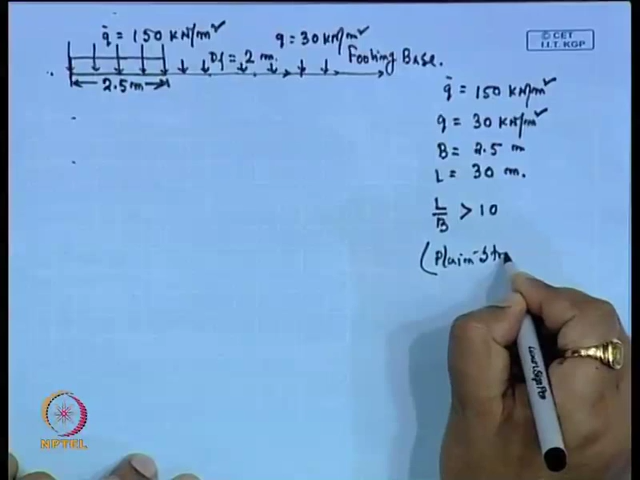 q̄ = 150 KN/m² q = 30 KN/m²
Df = 2 m. Footing Base.
2.5 m
© CET
I.I.T. KGP
q̄ = 150 KN/m²
q = 30 KN/m²
B = 2.5 m
L = 30 m.
L/B > 10
(Plain-Str
NPTEL